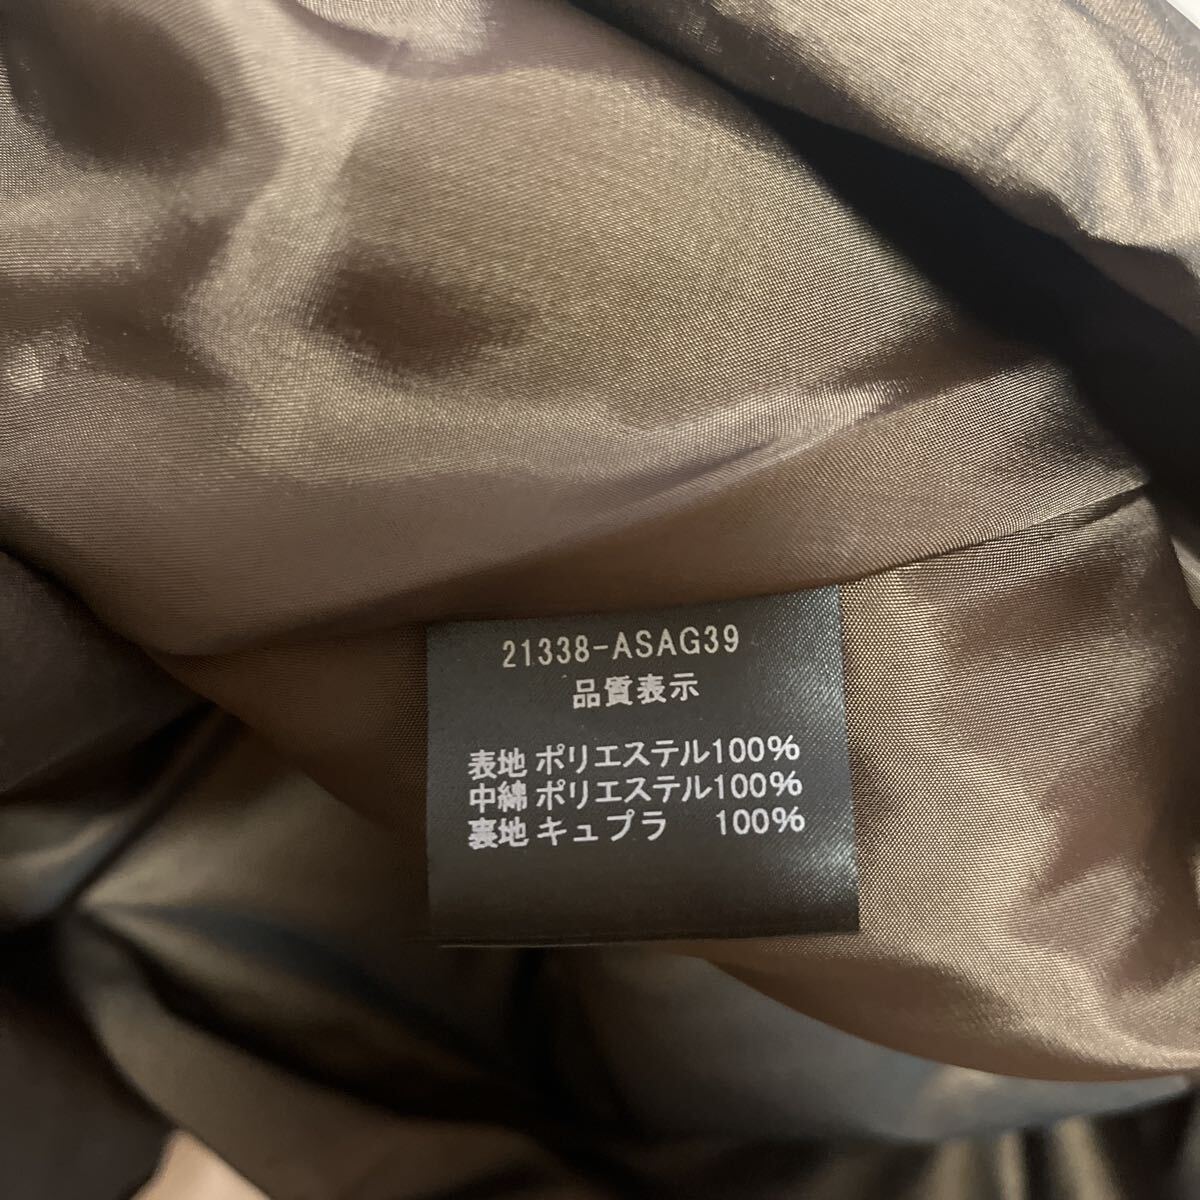 21338-ASAG39
品質表示
表地 ポリエステル100%
中綿 ポリエステル100%
裏地 キュプラ 100%